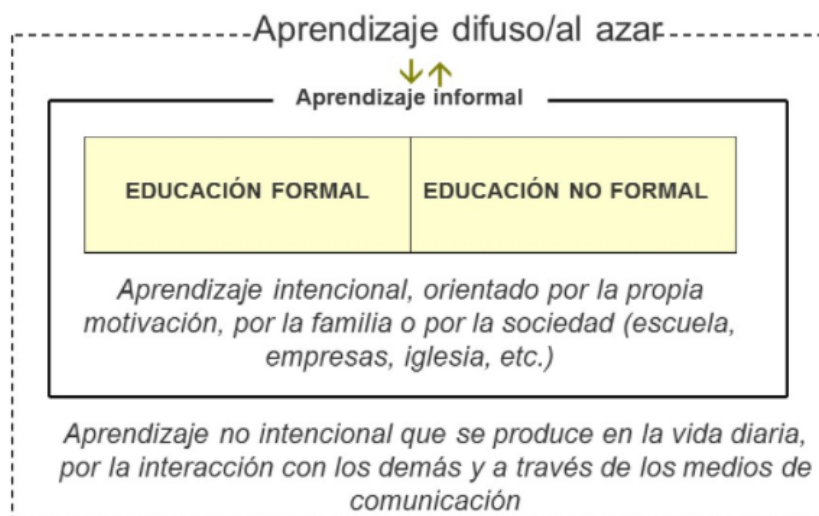 Aprendizaje difuso/al azar
Aprendizaje informal
EDUCACIÓN FORMAL
EDUCACIÓN NO FORMAL
Aprendizaje intencional, orientado por la propia
motivación, por la familia o por la sociedad (escuela,
empresas, iglesia, etc.)
Aprendizaje no intencional que se produce en la vida diaria,
por la interacción con los demás y a través de los medios de
comunicación